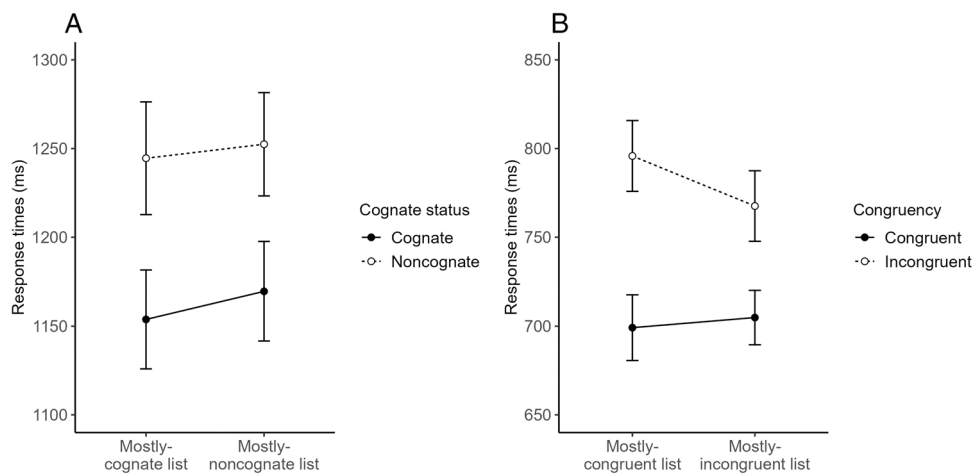 A
Response times (ms)
1300
1250
1200
1150
1100
Mostly-
cognate list
Mostly-
noncognate list
Cognate status
Cognate
Noncognate
B
Response times (ms)
850
800
750
700
650
Mostly-
congruent list
Mostly-
incongruent list
Congruency
Congruent
Incongruent